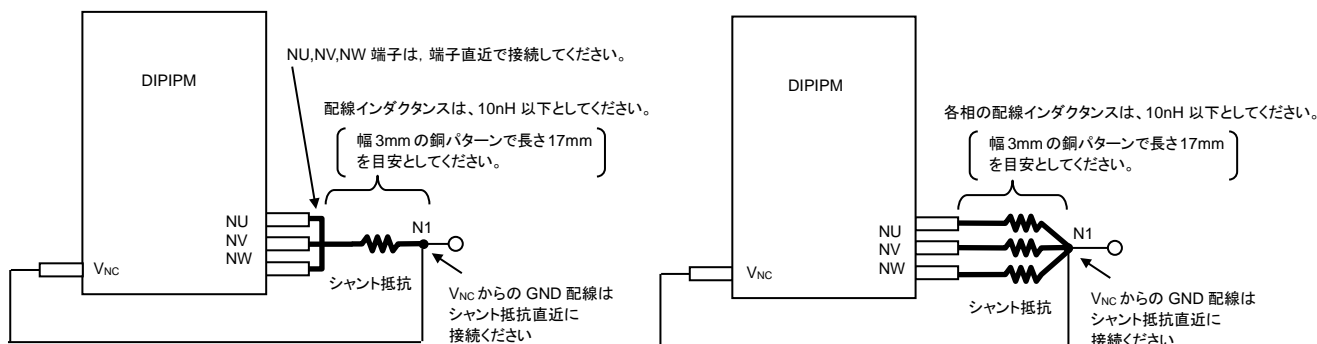 NU,NV,NW 端子は，端子直近で接続してください。
DIPIPM
配線インダクタンスは、10nH 以下としてください。
幅 3mm の銅パターンで長さ 17mm
を目安としてください。
NU
NV
NW
N1
VNC
シャント抵抗
VNC からの GND 配線は
シャント抵抗直近に
接続ください
DIPIPM
各相の配線インダクタンスは、10nH 以下としてください。
幅 3mm の銅パターンで長さ 17mm
を目安としてください。
NU
NV
NW
N1
VNC
シャント抵抗
VNC からの GND 配線は
シャント抵抗直近に
接続ください